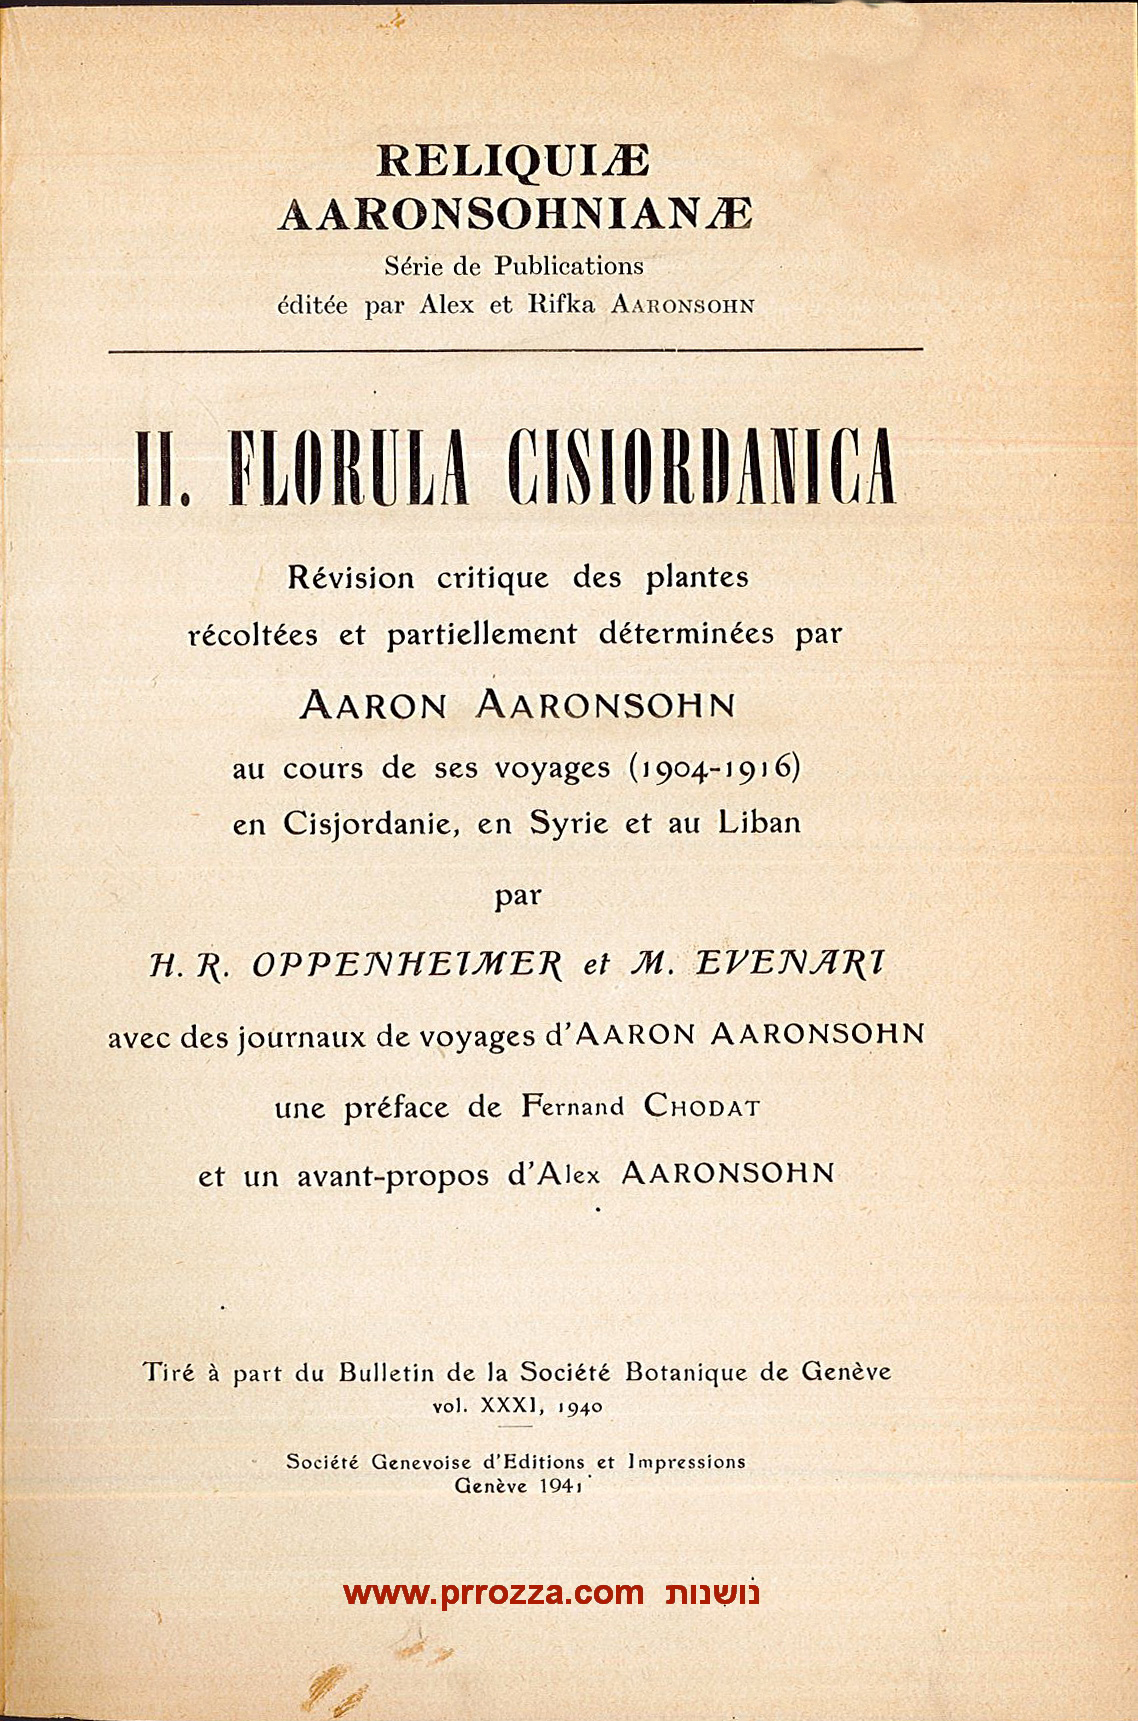 RELIQUIÆ
AARONSOHNIANÆ
Série de Publications
éditée par Alex et Rifka AARONSOHN
II. FLORULA CISIORDANICA
Révision critique des plantes
récoltées et partiellement déterminées par
AARON AARONSOHN
au cours de ses voyages (1904-1916)
en Cisjordanie, en Syrie et au Liban
par
H. R. OPPENHEIMER et M. EVENARI
avec des journaux de voyages d'AARON AARONSOHN
une préface de Fernand CHODAT
et un avant-propos d'Alex AARONSOHN
Tiré à part du Bulletin de la Société Botanique de Genève
vol. XXXI, 1940
Société Genevoise d'Editions et Impressions
Genève 1941
www.prrozza.com נושנות